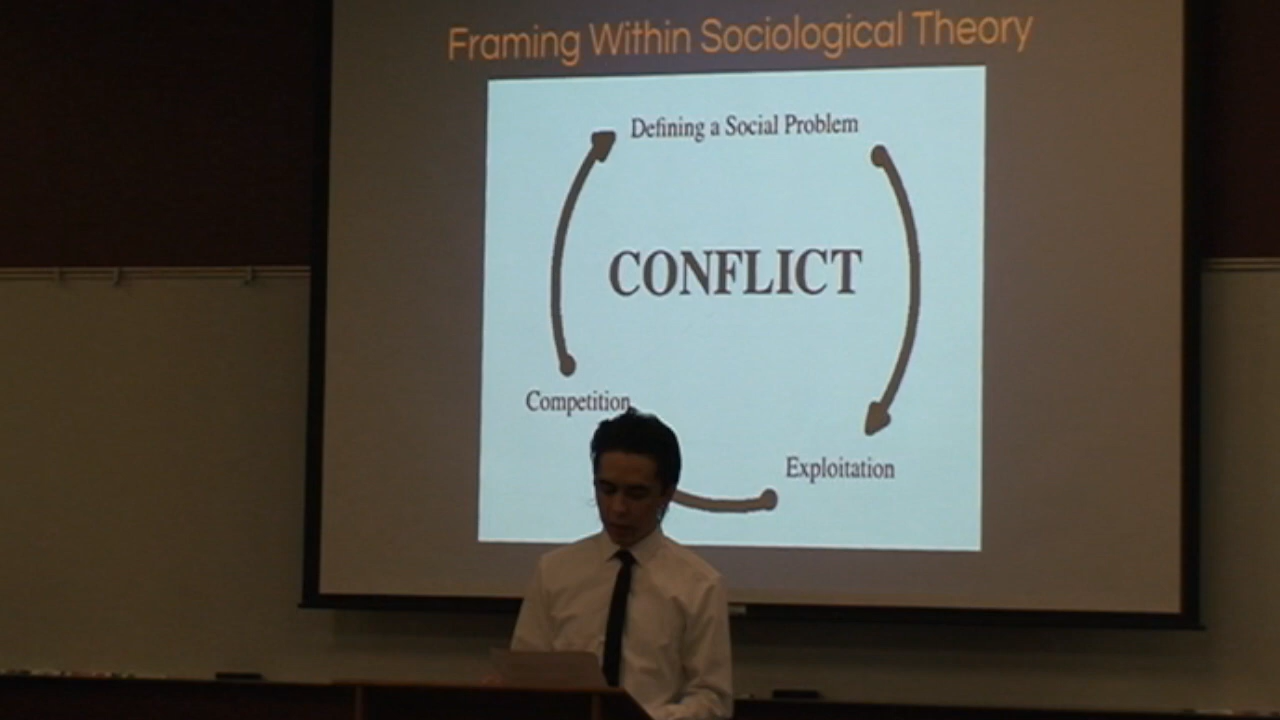 Framing Within Sociological Theory
Defining a Social Problem
CONFLICT
Competition
Exploitation